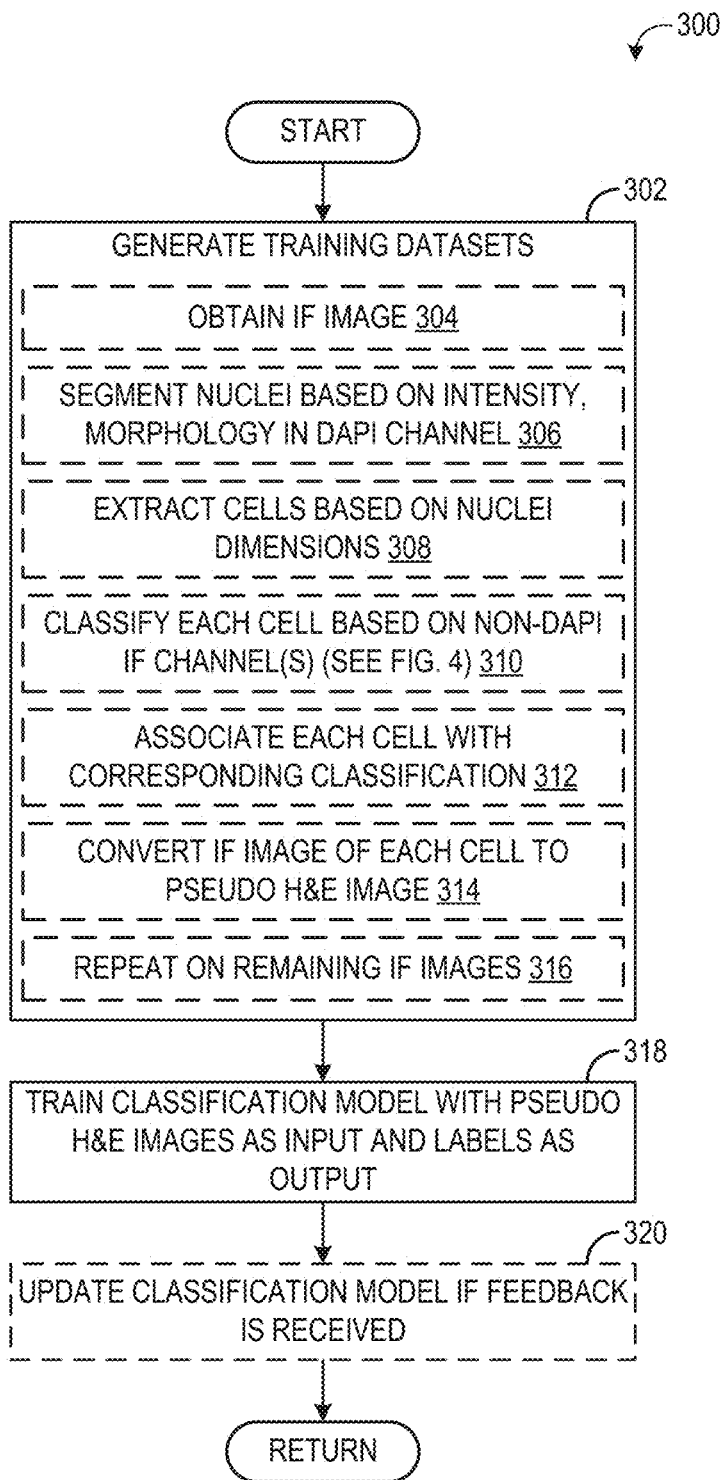 300
START
302
GENERATE TRAINING DATASETS
OBTAIN IF IMAGE 304
SEGMENT NUCLEI BASED ON INTENSITY,
MORPHOLOGY IN DAPI CHANNEL 306
EXTRACT CELLS BASED ON NUCLEI
DIMENSIONS 308
CLASSIFY EACH CELL BASED ON NON-DAPI
IF CHANNEL(S) (SEE FIG. 4) 310
ASSOCIATE EACH CELL WITH
CORRESPONDING CLASSIFICATION 312
CONVERT IF IMAGE OF EACH CELL TO
PSEUDO H&E IMAGE 314
REPEAT ON REMAINING IF IMAGES 316
318
TRAIN CLASSIFICATION MODEL WITH PSEUDO
H&E IMAGES AS INPUT AND LABELS AS
OUTPUT
320
UPDATE CLASSIFICATION MODEL IF FEEDBACK
IS RECEIVED
RETURN